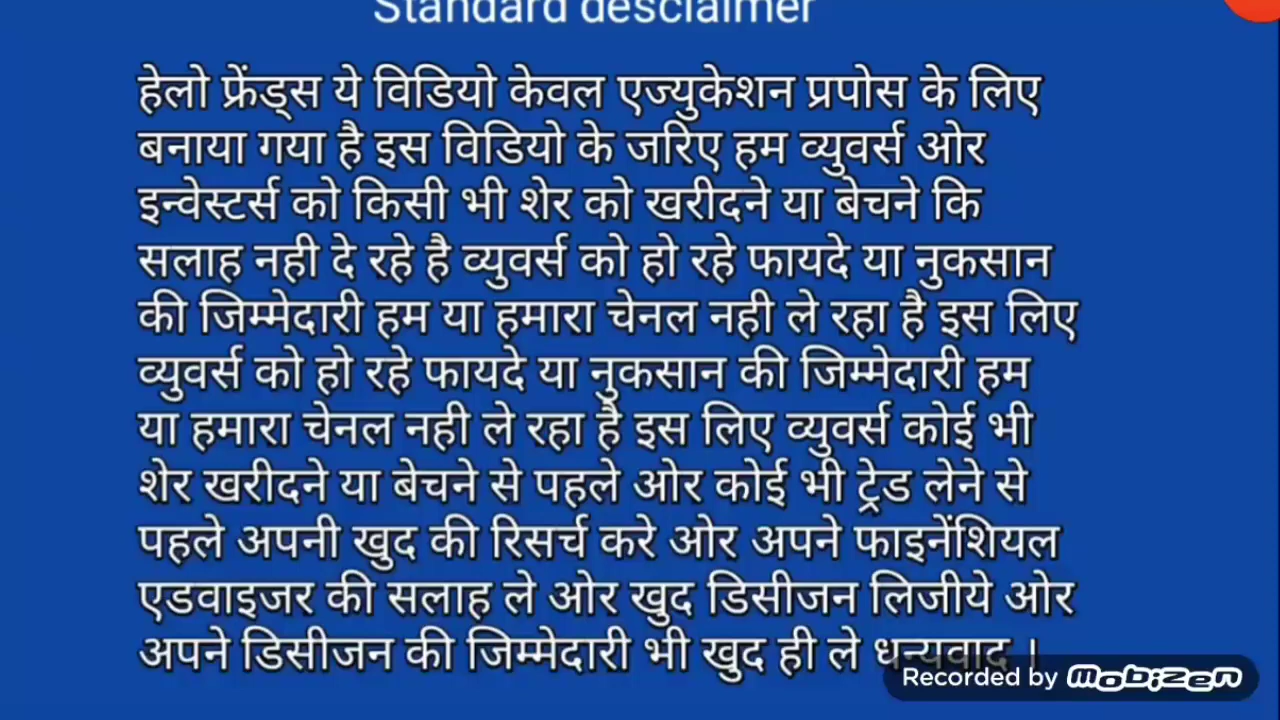 Standard desclaimer
हेलो फ्रेंड्स ये विडियो केवल एज्युकेशन प्रपोस के लिए
बनाया गया है इस विडियो के जरिए हम व्युवर्स ओर
इन्वेस्टर्स को किसी भी शेर को खरीदने या बेचने कि
सलाह नही दे रहे है व्युवर्स को हो रहे फायदे या नुकसान
की जिम्मेदारी हम या हमारा चेनल नही ले रहा है इस लिए
व्युवर्स को हो रहे फायदे या नुकसान की जिम्मेदारी हम
या हमारा चेनल नही ले रहा है इस लिए व्युवर्स कोई भी
शेर खरीदने या बेचने से पहले ओर कोई भी ट्रेड लेने से
पहले अपनी खुद की रिसर्च करे ओर अपने फाइनेंशियल
एडवाइजर की सलाह ले ओर खुद डिसीजन लिजीये ओर
अपने डिसीजन की जिम्मेदारी भी खुद ही ले धन्यवाद ।
Recorded by mobizen